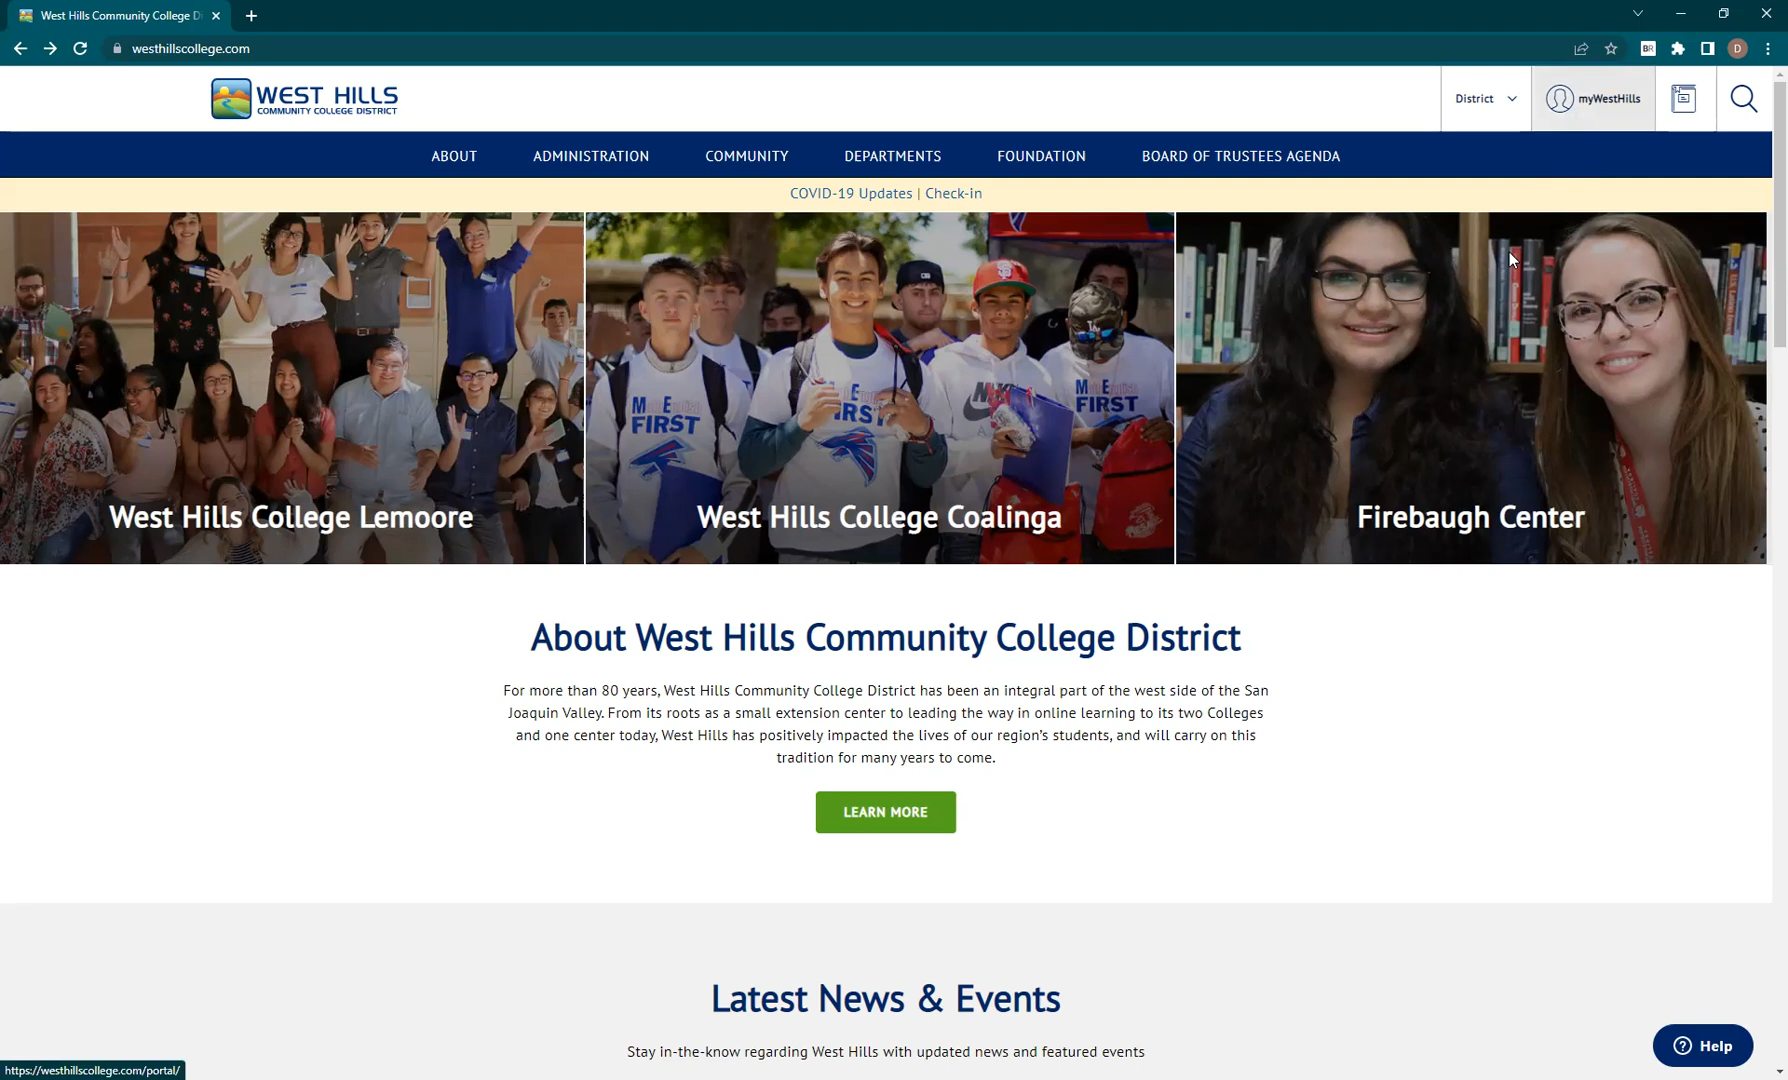 West Hills Community College D
westhillscollege.com
BR
D
WEST HILLS
COMMUNITY COLLEGE DISTRICT
District
myWestHills
ABOUT
ADMINISTRATION
COMMUNITY
DEPARTMENTS
FOUNDATION
BOARD OF TRUSTEES AGENDA
COVID-19 Updates | Check-in
FIRST
FIRST
West Hills College Lemoore
West Hills College Coalinga
Firebaugh Center
About West Hills Community College District
For more than 80 years, West Hills Community College District has been an integral part of the west side of the San
Joaquin Valley. From its roots as a small extension center to leading the way in online learning to its two Colleges
and one center today, West Hills has positively impacted the lives of our region's students, and will carry on this
tradition for many years to come.
LEARN MORE
Latest News & Events
Stay in-the-know regarding West Hills with updated news and featured events
Help
https://westhillscollege.com/portal/